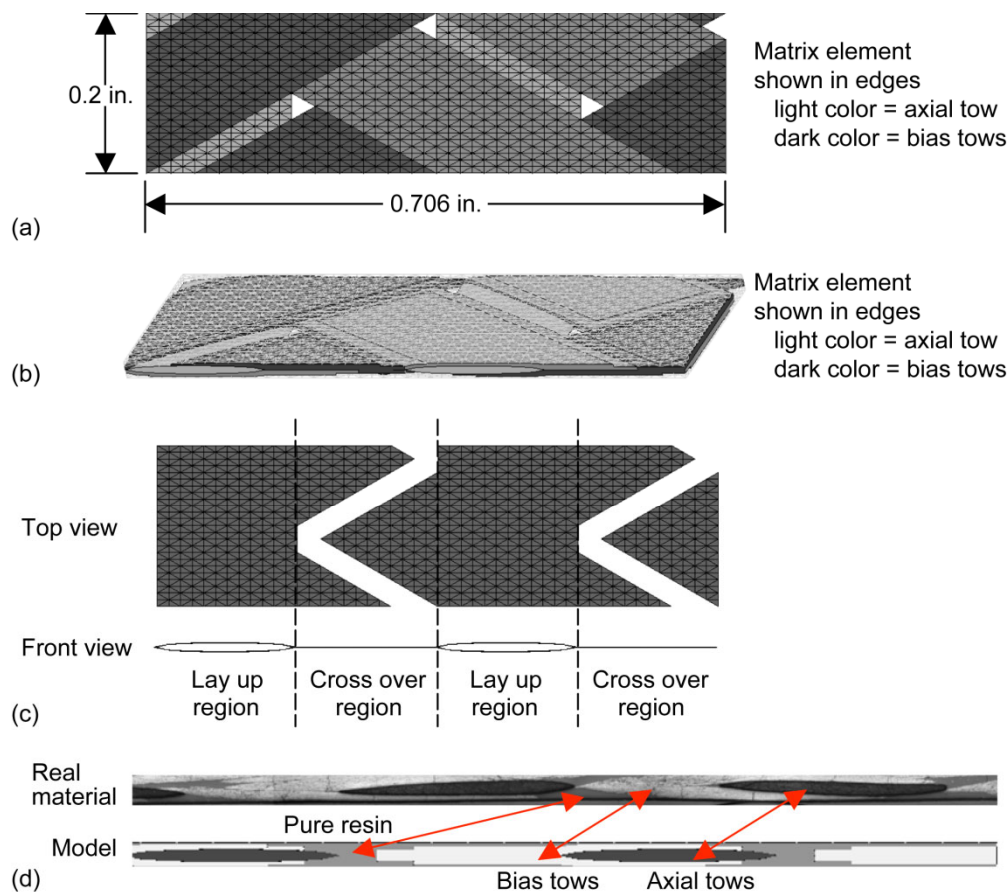 0.2 in.
0.706 in.
Matrix element
shown in edges
light color = axial tow
dark color = bias tows
(a)
Matrix element
shown in edges
light color = axial tow
dark color = bias tows
(b)
Top view
Front view
Lay up
region
Cross over
region
Lay up
region
Cross over
region
(c)
Real
material
Pure resin
Model
Bias tows
Axial tows
(d)